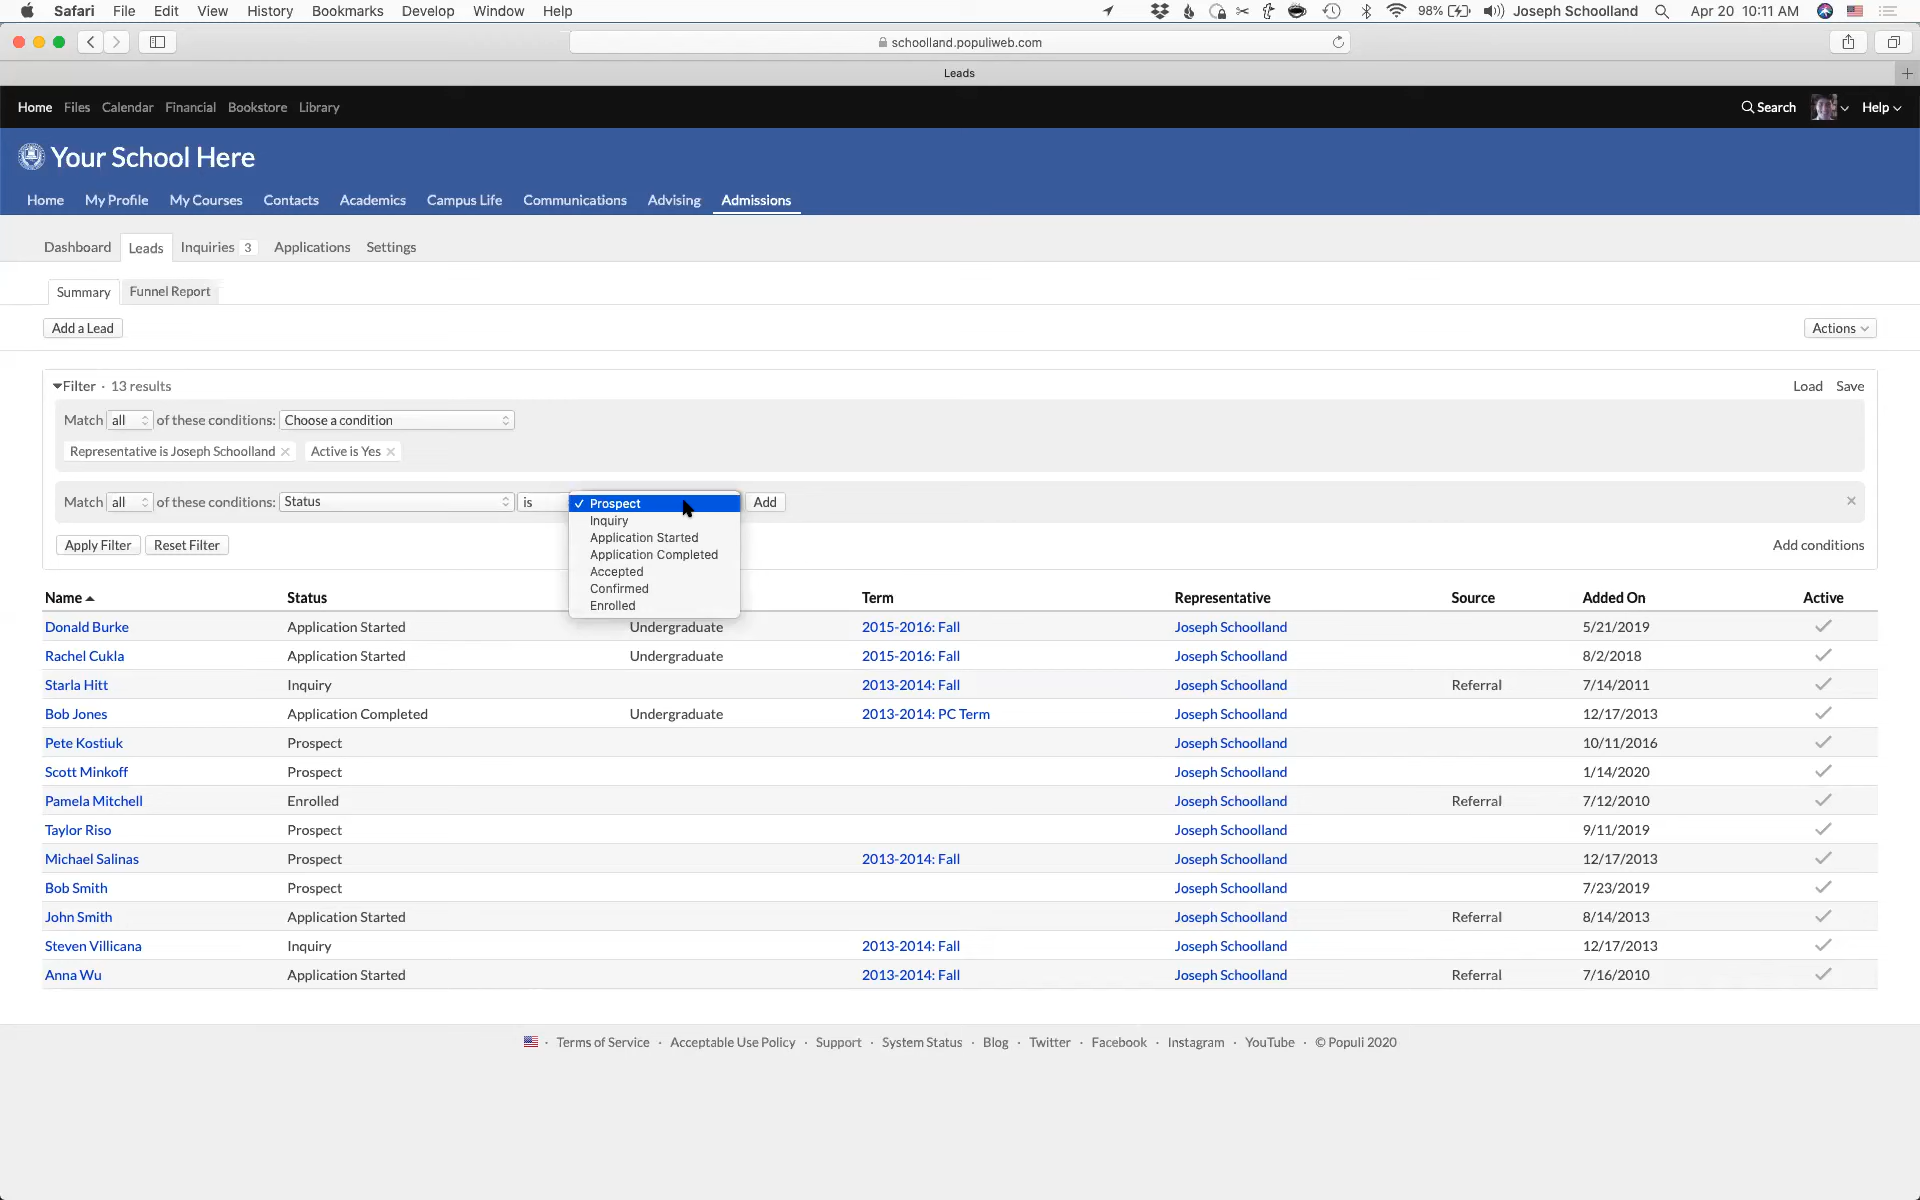 Safari File Edit View History Bookmarks Develop Window Help 98% Joseph Schoolland Apr 20 10:11 AM
schoolland.populiweb.com
Leads
Home Files Calendar Financial Bookstore Library Search Help
Your School Here
Home My Profile My Courses Contacts Academics Campus Life Communications Advising Admissions
Dashboard Leads Inquiries 3 Applications Settings
Summary Funnel Report
Add a Lead Actions
Filter · 13 results Load Save
Match all of these conditions: Choose a condition
Representative is Joseph Schoolland × Active is Yes ×
Match all of these conditions: Status is ✓ Prospect Add ×
Inquiry
Application Started
Apply Filter Reset Filter Application Completed Add conditions
Accepted
Confirmed
Enrolled
Name Status Term Representative Source Added On Active
Donald Burke Application Started Undergraduate 2015-2016: Fall Joseph Schoolland 5/21/2019
Rachel Cukla Application Started Undergraduate 2015-2016: Fall Joseph Schoolland 8/2/2018
Starla Hitt Inquiry 2013-2014: Fall Joseph Schoolland Referral 7/14/2011
Bob Jones Application Completed Undergraduate 2013-2014: PC Term Joseph Schoolland 12/17/2013
Pete Kostiuk Prospect Joseph Schoolland 10/11/2016
Scott Minkoff Prospect Joseph Schoolland 1/14/2020
Pamela Mitchell Enrolled Joseph Schoolland Referral 7/12/2010
Taylor Riso Prospect Joseph Schoolland 9/11/2019
Michael Salinas Prospect 2013-2014: Fall Joseph Schoolland 12/17/2013
Bob Smith Prospect Joseph Schoolland 7/23/2019
John Smith Application Started Joseph Schoolland Referral 8/14/2013
Steven Villicana Inquiry 2013-2014: Fall Joseph Schoolland 12/17/2013
Anna Wu Application Started 2013-2014: Fall Joseph Schoolland Referral 7/16/2010
· Terms of Service · Acceptable Use Policy · Support · System Status · Blog · Twitter · Facebook · Instagram · YouTube · © Populi 2020